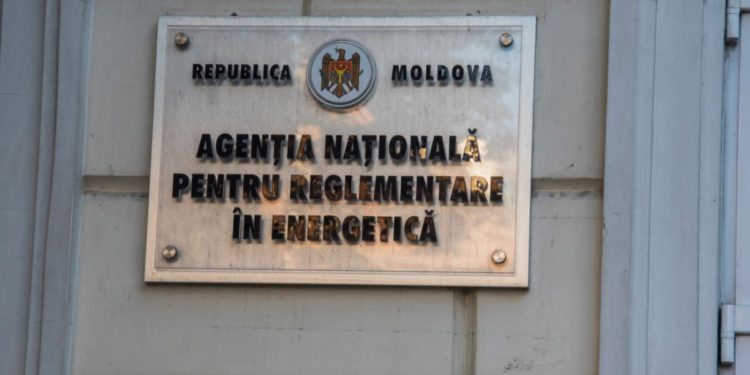 REPUBLICA MOLDOVA
AGENȚIA NAȚIONALĂ
PENTRU REGLEMENTARE
ÎN ENERGETICĂ